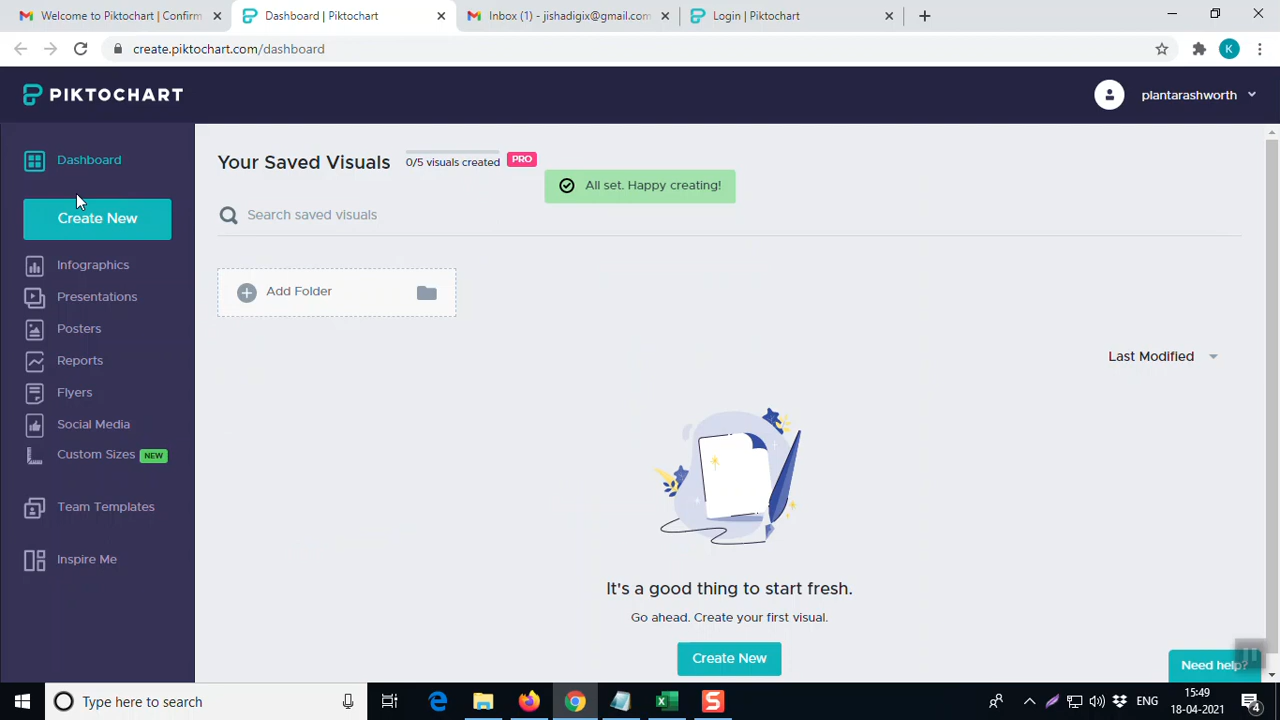 Welcome to Piktochart | Confirm
Dashboard | Piktochart
Inbox (1) - jishadigix@gmail.com
Login | Piktochart
create.piktochart.com/dashboard
K
PIKTOCHART
plantarashworth
Dashboard
Your Saved Visuals
0/5 visuals created
PRO
All set. Happy creating!
Create New
Search saved visuals
Infographics
Add Folder
Presentations
Posters
Reports
Last Modified
Flyers
Social Media
Custom Sizes NEW
Team Templates
Inspire Me
It's a good thing to start fresh.
Go ahead. Create your first visual.
Create New
Need help?
Type here to search
ENG
15:49
18-04-2021
4